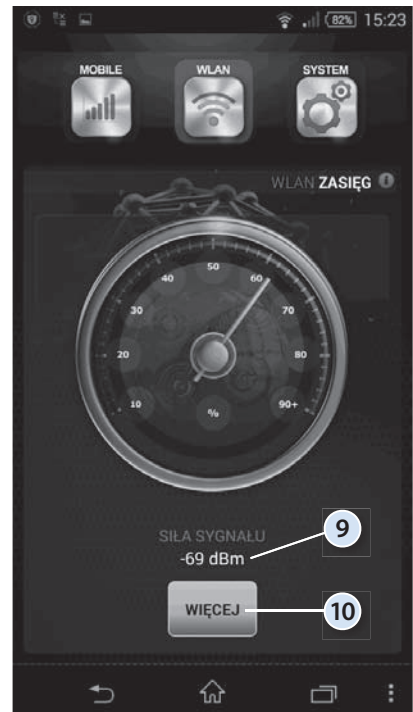 82% 15:23
MOBILE WLAN SYSTEM
WLAN ZASIĘG i
50
40 60
30 70
20 80
10 % 90+
SIŁA SYGNAŁU
-69 dBm
9
WIĘCEJ
10